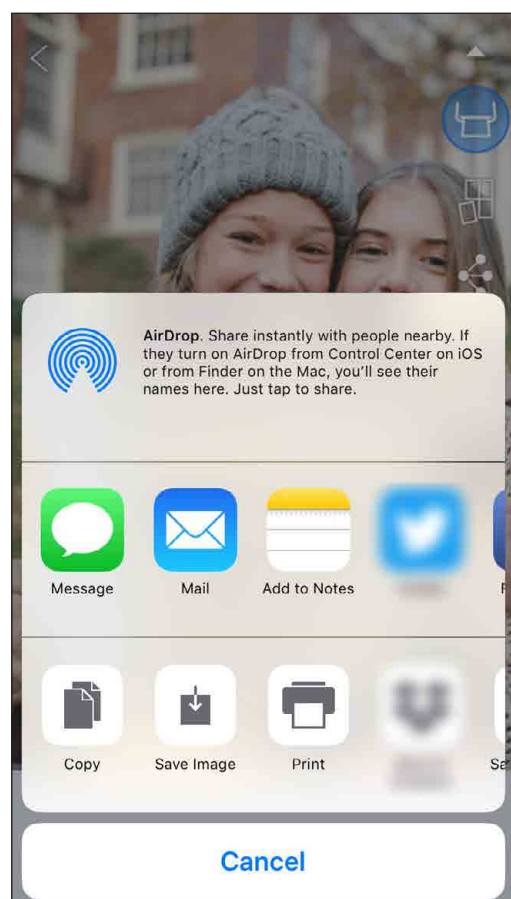 AirDrop. Share instantly with people nearby. If
they turn on AirDrop from Control Center on iOS
or from Finder on the Mac, you’ll see their
names here. Just tap to share.
Message
Mail
Add to Notes
Copy
Save Image
Print
Cancel